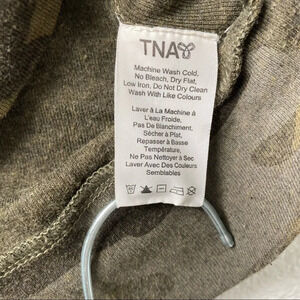 TNA
Machine Wash Cold,
No Bleach, Dry Flat,
Low Iron, Do Not Dry Clean
Wash With Like Colours
Laver à La Machine à
L'eau Froide,
Pas De Blanchiment,
Sècher à Plat,
Repasser à Basse
Température,
Ne Pas Nettoyer à Sec
Laver Avec Des Couleurs
Semblables